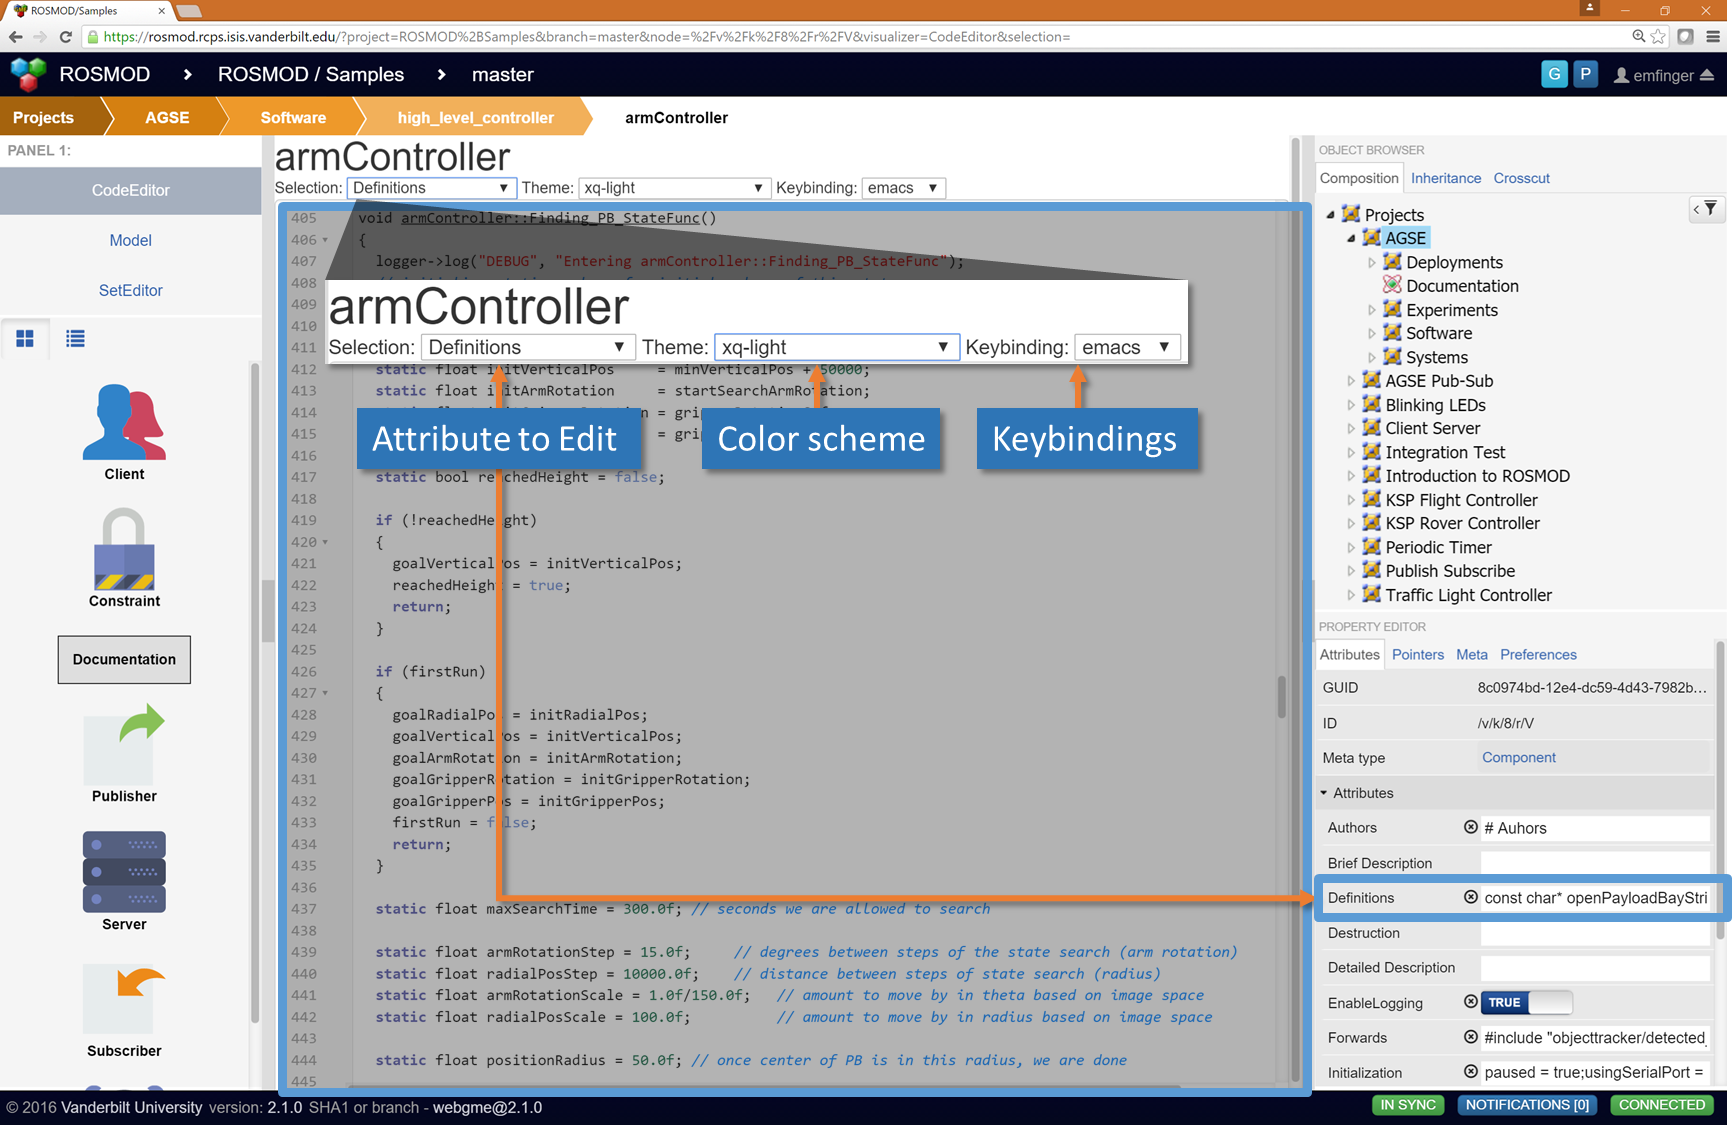 ROSMOD/Samples
https://rosmod.rcps.isis.vanderbilt.edu/?project=ROSMOD%2BSamples&branch=master&node=%2Fv%2Fk%2F8%2Fr%2FV&visualizer=CodeEditor&selection=
ROSMOD › ROSMOD / Samples › master
G P emfinger
Projects AGSE Software high_level_controller armController
PANEL 1:
CodeEditor
Model
SetEditor
Client
Constraint
Documentation
Publisher
Server
Subscriber
armController
Selection: Definitions Theme: xq-light Keybinding: emacs
405 void armController::Finding_PB_StateFunc()
406 {
407 logger->log("DEBUG", "Entering armController::Finding_PB_StateFunc");
408
409
410
411
armController
Selection: Definitions Theme: xq-light Keybinding: emacs
412 static float initVerticalPos = minVerticalPos + 50000;
413 static float initArmRotation = startSearchArmRotation;
414 = gri
415 = gri
Attribute to Edit
Color scheme
Keybindings
416
417 static bool reachedHeight = false;
418
419 if (!reachedHeight)
420 {
421 goalVerticalPos = initVerticalPos;
422 reachedHeight = true;
423 return;
424 }
425
426 if (firstRun)
427 {
428 goalRadialPos = initRadialPos;
429 goalVerticalPos = initVerticalPos;
430 goalArmRotation = initArmRotation;
431 goalGripperRotation = initGripperRotation;
432 goalGripperPos = initGripperPos;
433 firstRun = false;
434 return;
435 }
436
437 static float maxSearchTime = 300.0f; // seconds we are allowed to search
438
439 static float armRotationStep = 15.0f; // degrees between steps of the state search (arm rotation)
440 static float radialPosStep = 10000.0f; // distance between steps of state search (radius)
441 static float armRotationScale = 1.0f/150.0f; // amount to move by in theta based on image space
442 static float radialPosScale = 100.0f; // amount to move by in radius based on image space
443
444 static float positionRadius = 50.0f; // once center of PB is in this radius, we are done
445
OBJECT BROWSER
Composition Inheritance Crosscut
Projects
AGSE
Deployments
Documentation
Experiments
Software
Systems
AGSE Pub-Sub
Blinking LEDs
Client Server
Integration Test
Introduction to ROSMOD
KSP Flight Controller
KSP Rover Controller
Periodic Timer
Publish Subscribe
Traffic Light Controller
PROPERTY EDITOR
Attributes Pointers Meta Preferences
GUID 8c0974bd-12e4-dc59-4d43-7982b...
ID /v/k/8/r/V
Meta type Component
Attributes
Authors # Auhors
Brief Description
Definitions const char* openPayloadBayStri
Destruction
Detailed Description
EnableLogging TRUE
Forwards #include "objecttracker/detected_
Initialization paused = true;usingSerialPort =
© 2016 Vanderbilt University version: 2.1.0 SHA1 or branch - webgme@2.1.0
IN SYNC NOTIFICATIONS [0] CONNECTED